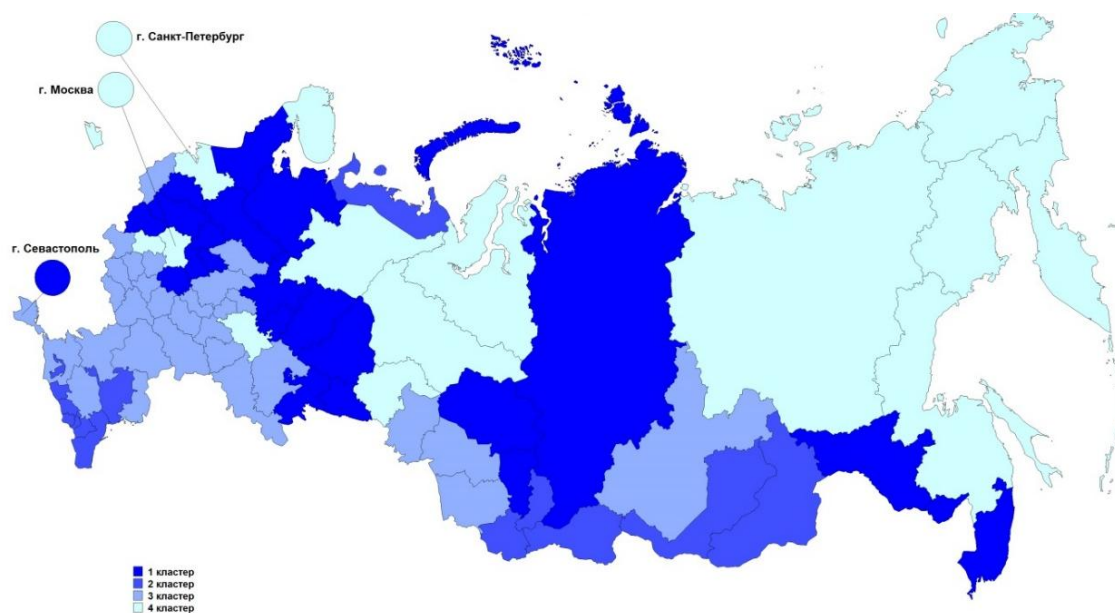 г. Санкт-Петербург
г. Москва
г. Севастополь
1 кластер
2 кластер
3 кластер
4 кластер